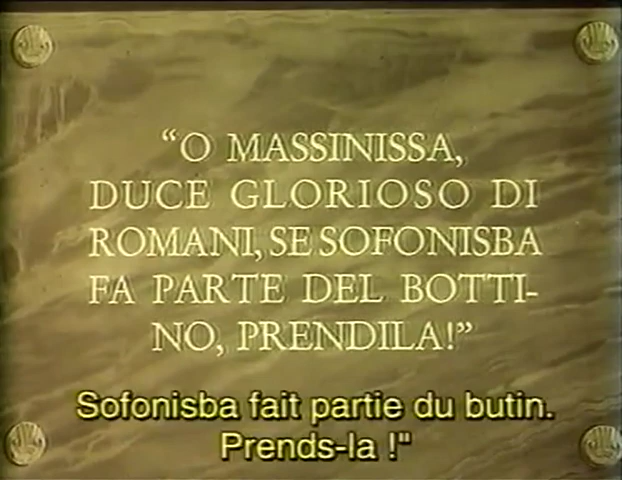 “O MASSINISSA,
DUCE GLORIOSO DI
ROMANI, SE SOFONISBA
FA PARTE DEL BOTTI-
NO, PRENDILA!”
Sofonisba fait partie du butin.
Prends-la !"